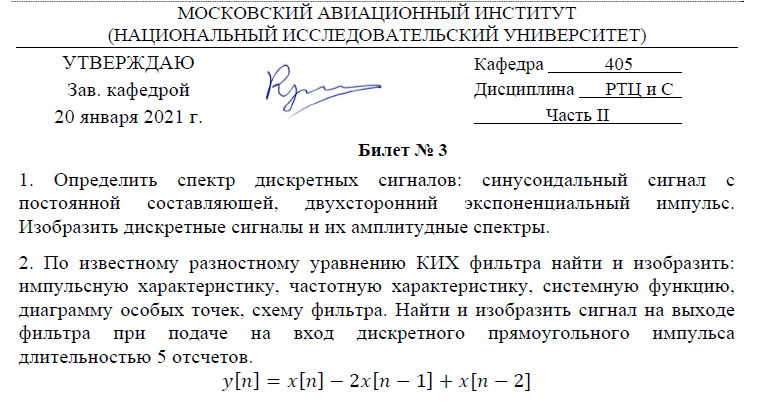 МОСКОВСКИЙ АВИАЦИОННЫЙ ИНСТИТУТ
(НАЦИОНАЛЬНЫЙ ИССЛЕДОВАТЕЛЬСКИЙ УНИВЕРСИТЕТ)
УТВЕРЖДАЮ
Зав. кафедрой
20 января 2021 г.
Кафедра 405
Дисциплина РТЦ и С
Часть II
Билет № 3
1. Определить спектр дискретных сигналов: синусоидальный сигнал с
постоянной составляющей, двухсторонний экспоненциальный импульс.
Изобразить дискретные сигналы и их амплитудные спектры.
2. По известному разностному уравнению КИХ фильтра найти и изобразить:
импульсную характеристику, частотную характеристику, системную функцию,
диаграмму особых точек, схему фильтра. Найти и изобразить сигнал на выходе
фильтра при подаче на вход дискретного прямоугольного импульса
длительностью 5 отсчетов.
y[n] = x[n] − 2x[n − 1] + x[n − 2]